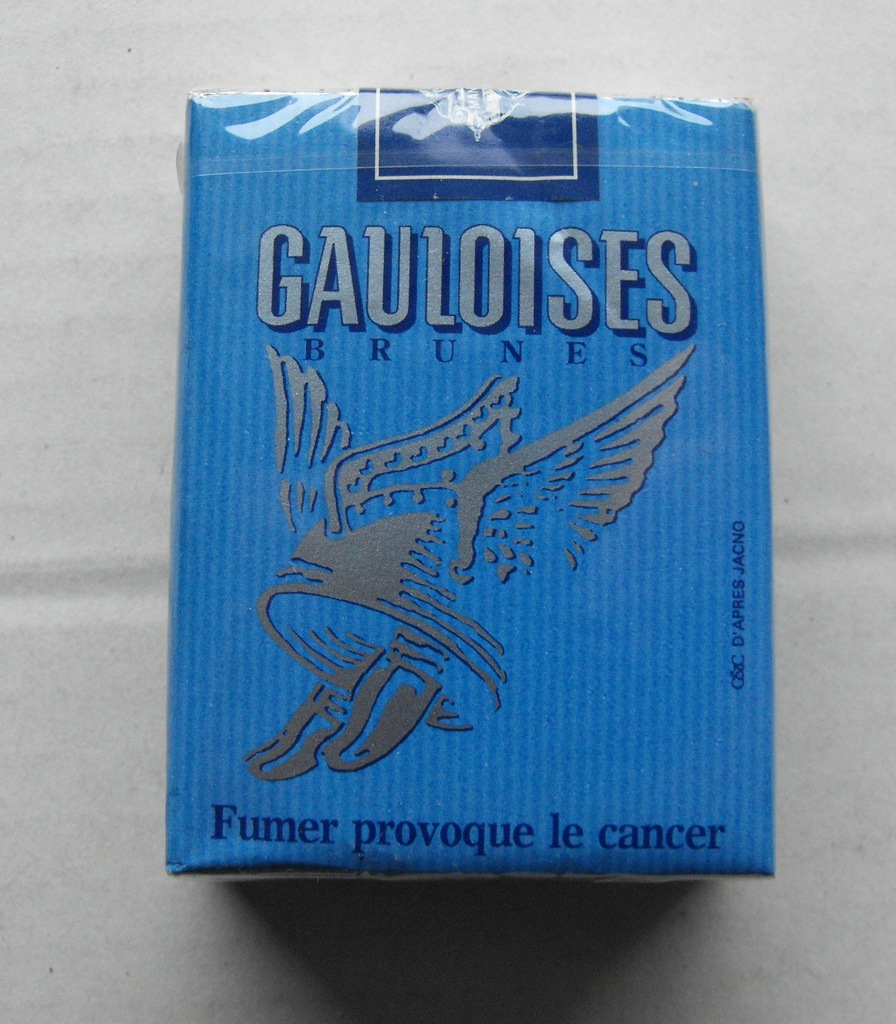 GAULOISES
BRUNES
G&C D'APRES JACNO
Fumer provoque le cancer